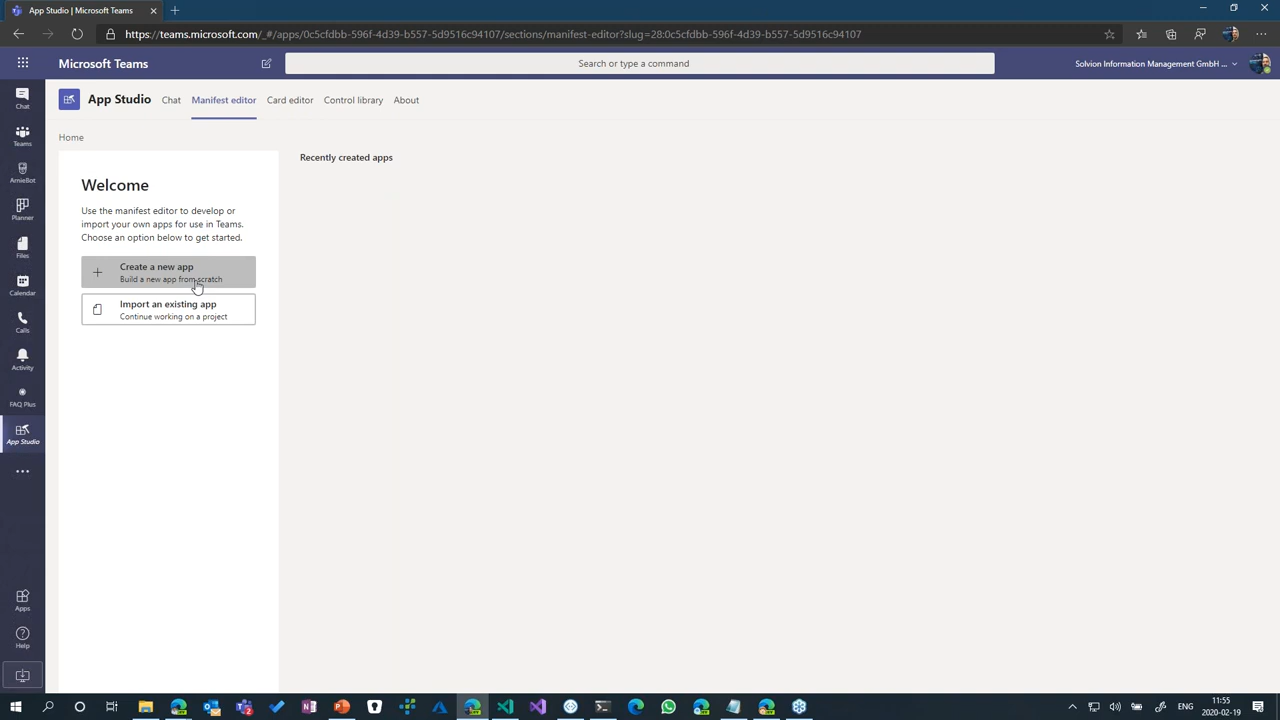 App Studio | Microsoft Teams
https://teams.microsoft.com/_#/apps/0c5cfdbb-596f-4d39-b557-5d9516c94107/sections/manifest-editor?slug=28:0c5cfdbb-596f-4d39-b557-5d9516c94107
Microsoft Teams
Search or type a command
Solvion Information Management GmbH ...
App Studio
Chat
Manifest editor
Card editor
Control library
About
Home
Welcome
Use the manifest editor to develop or
import your own apps for use in Teams.
Choose an option below to get started.
Create a new app
Build a new app from scratch
Import an existing app
Continue working on a project
Recently created apps
Chat
Teams
ArnieBot
Planner
Files
Calendar
Calls
Activity
FAQ Plus
App Studio
Apps
Help
ENG
11:55
2020-02-19